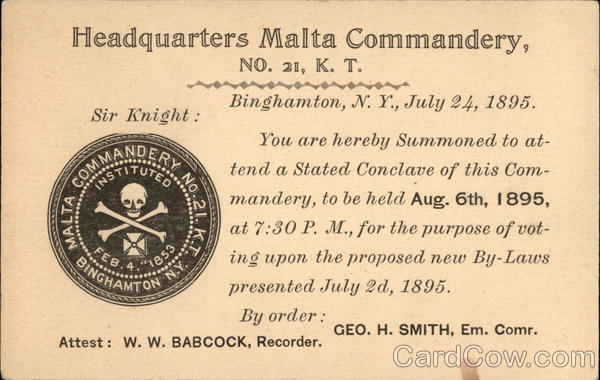 Headquarters Malta Commandery,
NO. 21, K. T.
Binghamton, N. Y., July 24, 1895.
Sir Knight:
You are hereby Summoned to at-
tend a Stated Conclave of this Com-
mandery, to be held Aug. 6th, 1895,
at 7:30 P. M., for the purpose of vot-
ing upon the proposed new By-Laws
presented July 2d, 1895.
By order:
GEO. H. SMITH, Em. Comr.
Attest: W. W. BABCOCK, Recorder.
MALTA COMMANDERY NO. 21. K.T.
INSTITUTED
FEB 4. 1853
BINGHAMTON N.Y.
CardCow.com